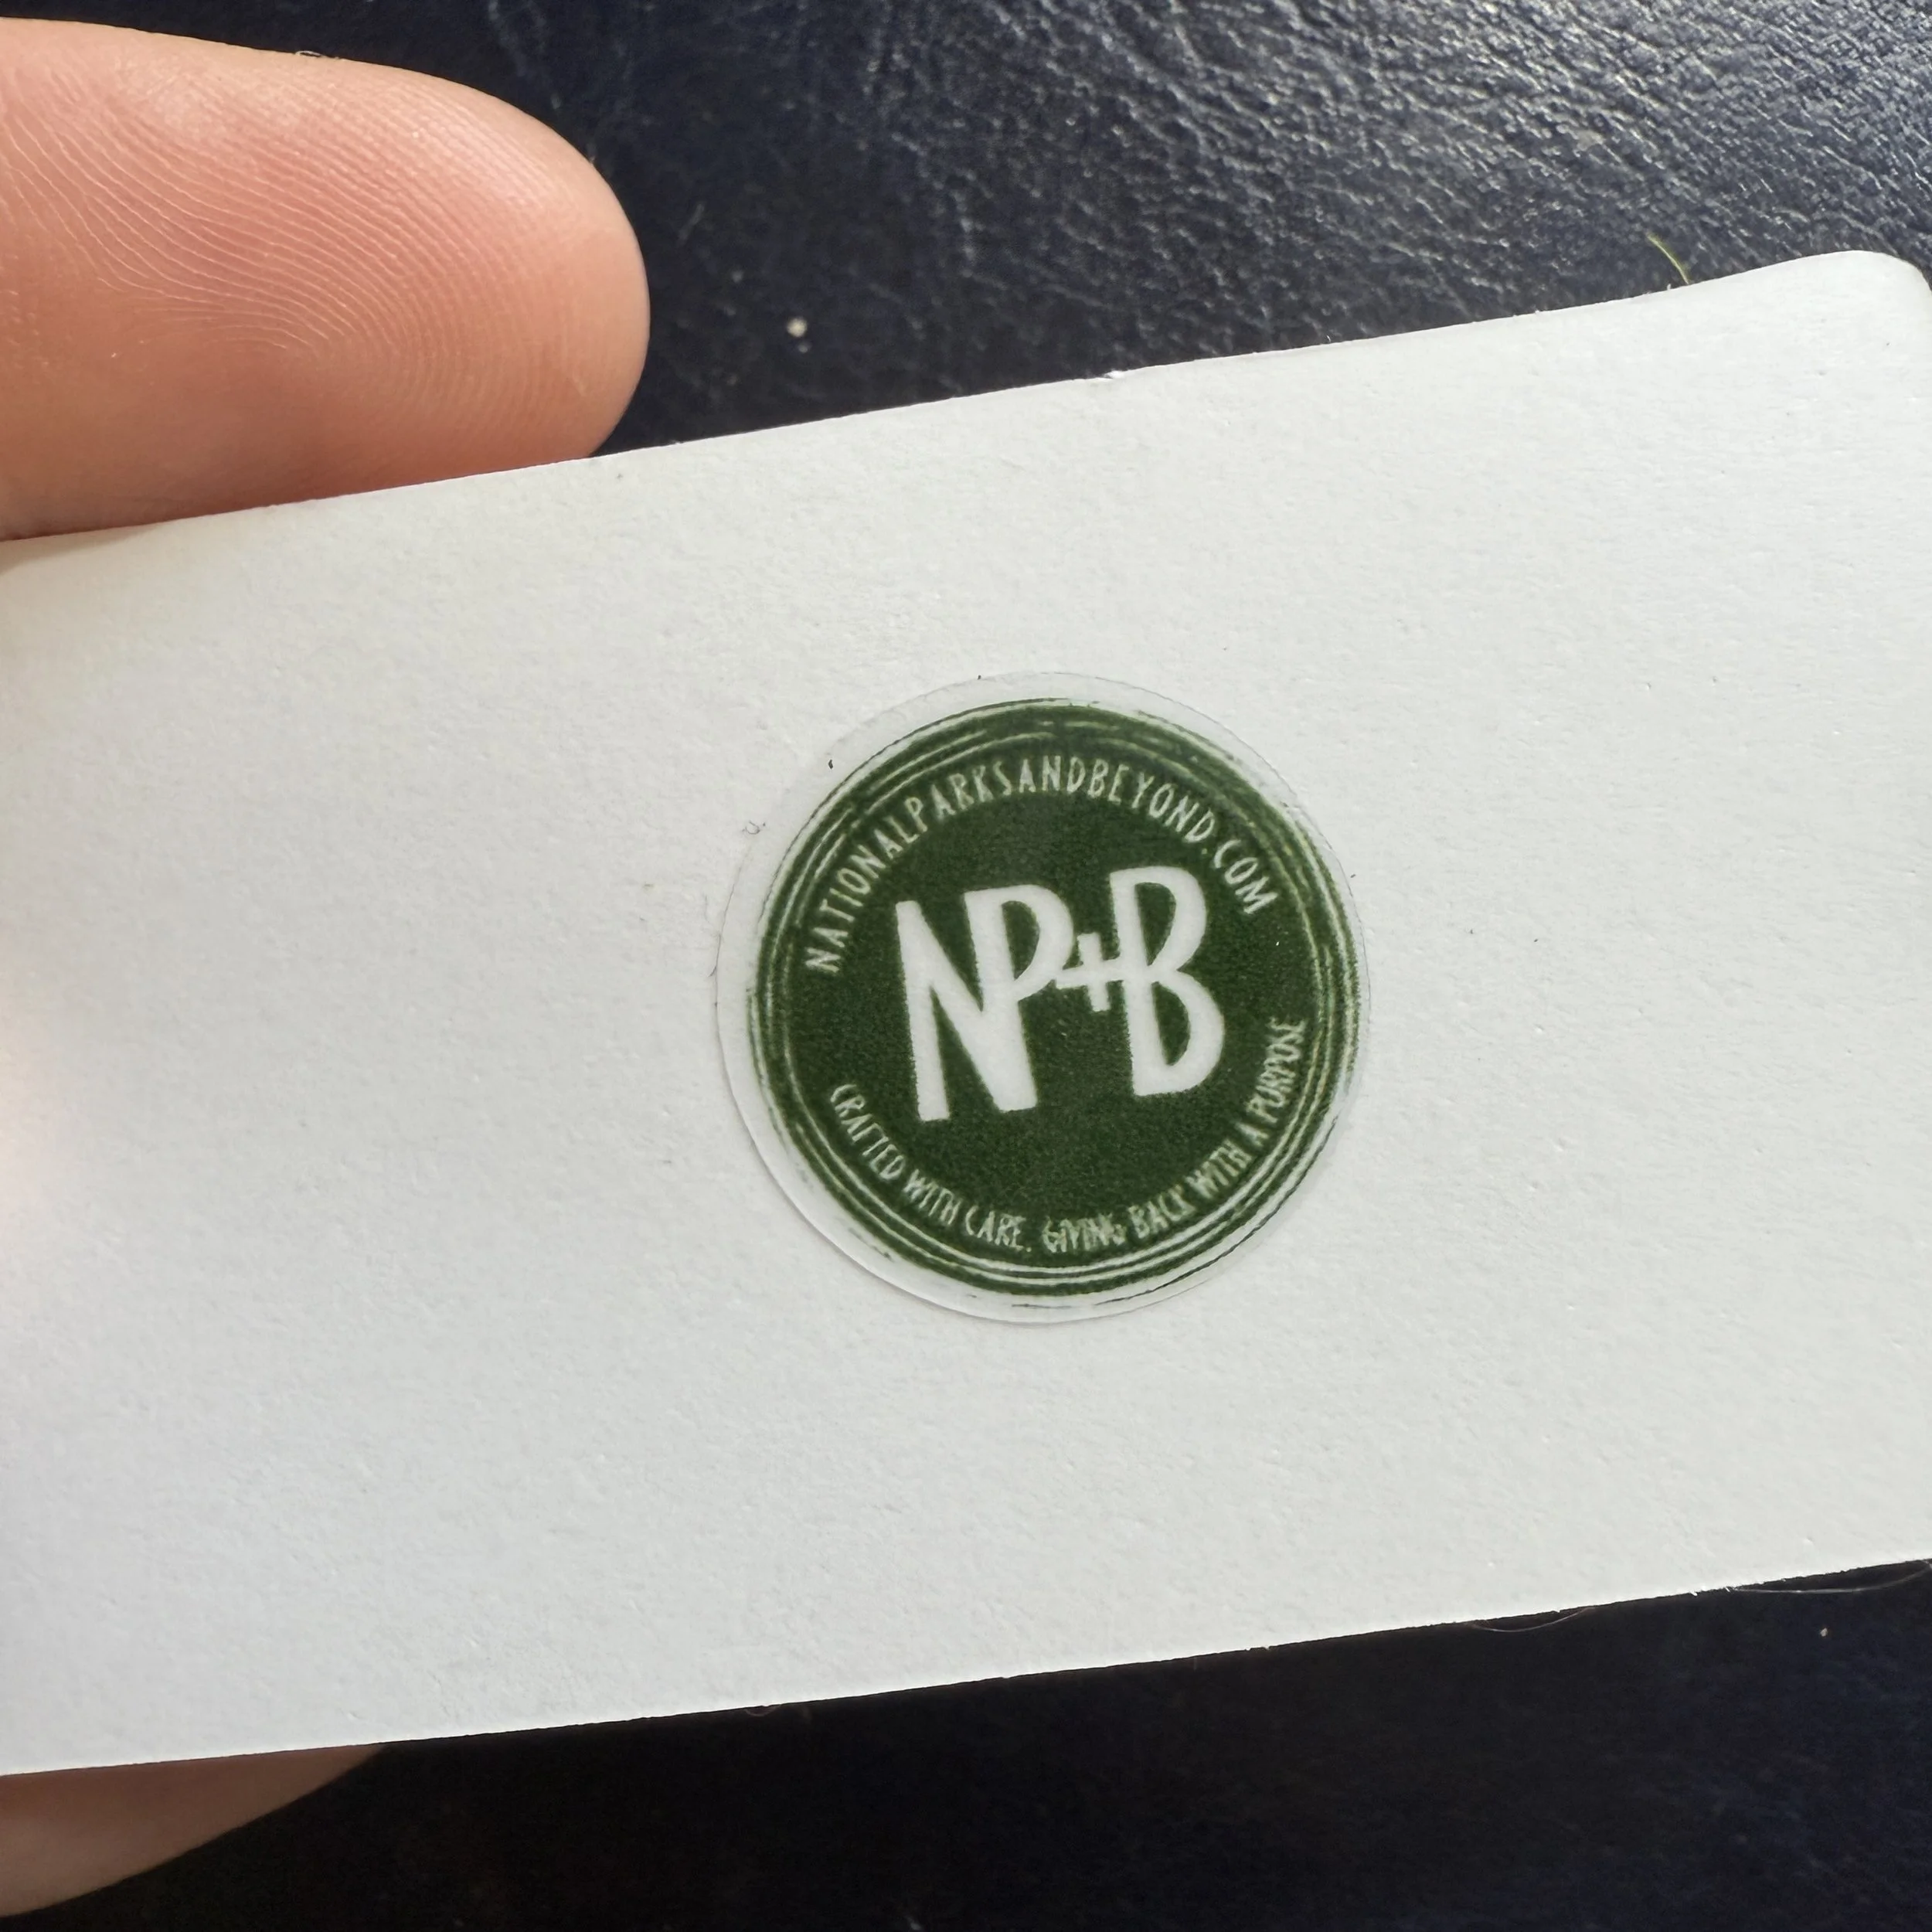 NATIONALPARKSANDBEYOND.COM
NP+B
CRAFTED WITH CARE. GIVING BACK WITH A PURPOSE